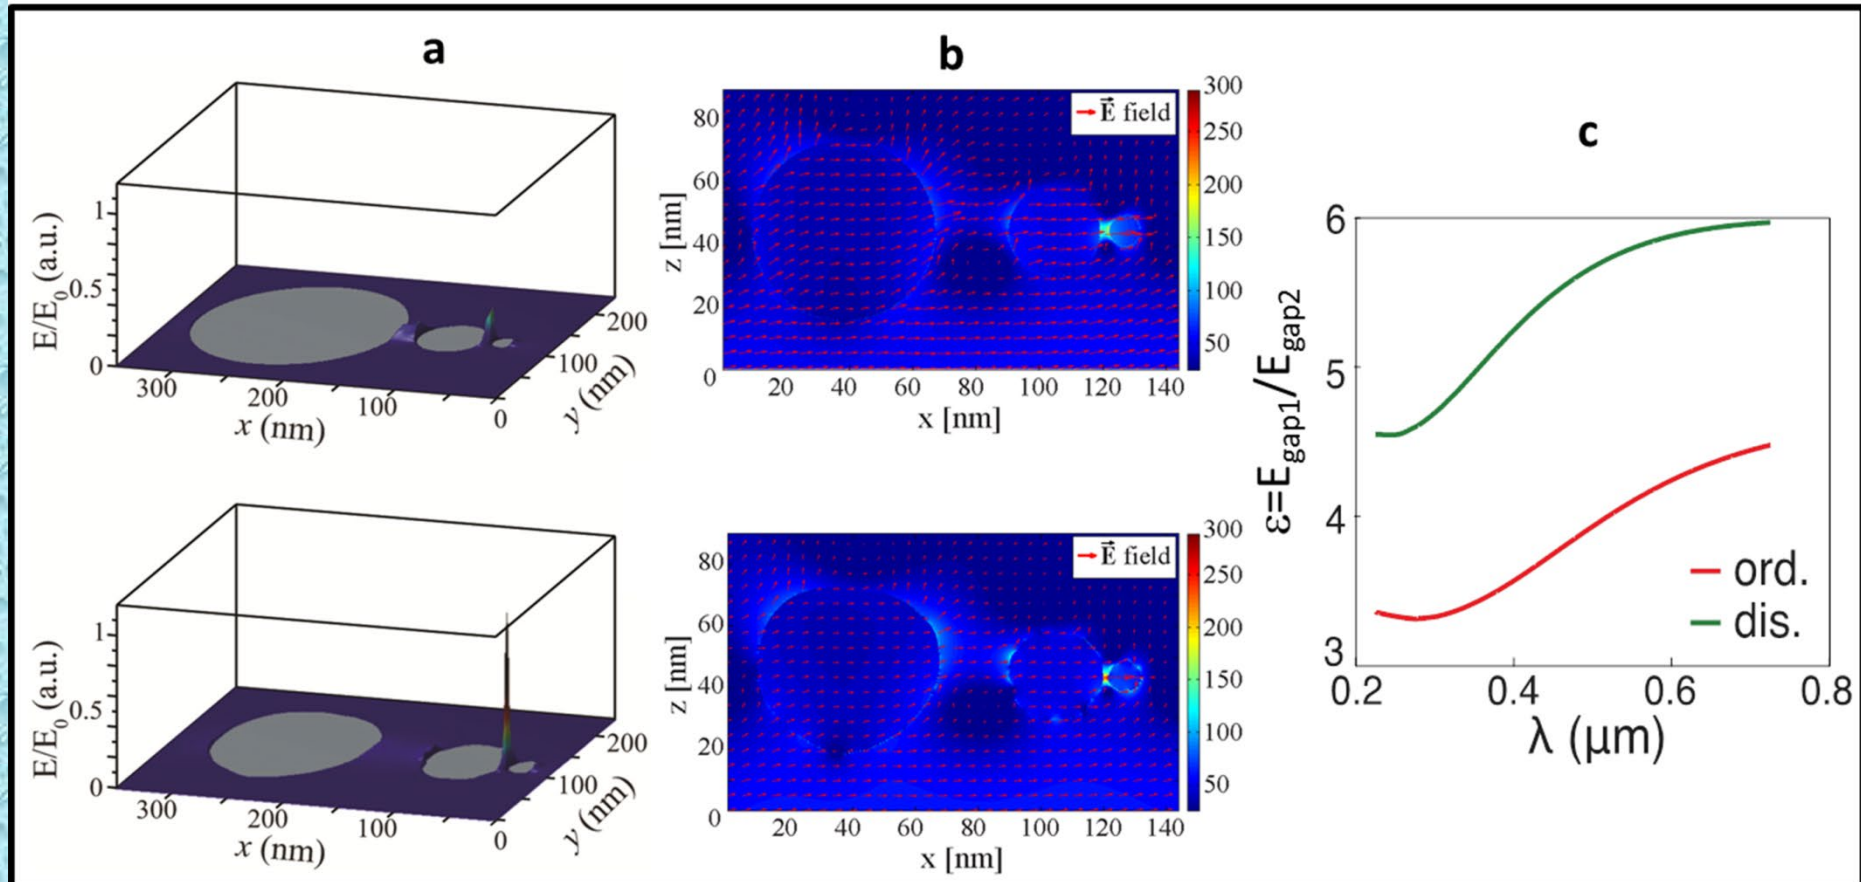 a
b
c
E/E0 (a.u.)
1
0.5
0
300
200
100
0
x (nm)
200
100
y (nm)
E field
80
60
40
20
0
z [nm]
20 40 60 80 100 120 140
x [nm]
300
250
200
150
100
50
E/E0 (a.u.)
1
0.5
0
300
200
100
0
x (nm)
200
100
y (nm)
E field
80
60
40
20
0
z [nm]
20 40 60 80 100 120 140
x [nm]
300
250
200
150
100
50
ε=Egap1/Egap2
6
5
4
3
0.2 0.4 0.6 0.8
λ (μm)
ord.
dis.